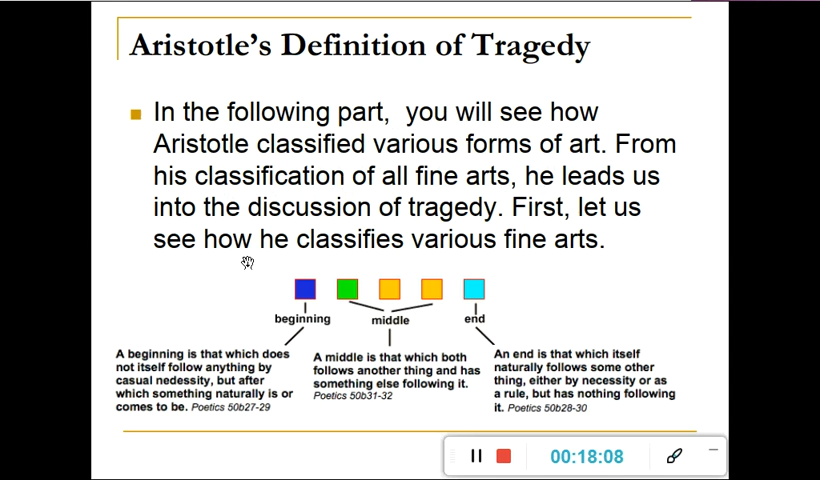 Aristotle's Definition of Tragedy
In the following part,  you will see how
Aristotle classified various forms of art. From
his classification of all fine arts, he leads us
into the discussion of tragedy. First, let us
see how he classifies various fine arts.
beginning
middle
end
A beginning is that which does
not itself follow anything by
casual nedessity, but after
which something naturally is or
comes to be. Poetics 50b27-29
A middle is that which both
follows another thing and has
something else following it.
Poetics 50b31-32
An end is that which itself
naturally follows some other
thing, either by necessity or as
a rule, but has nothing following
it. Poetics 50b28-30
00:18:08